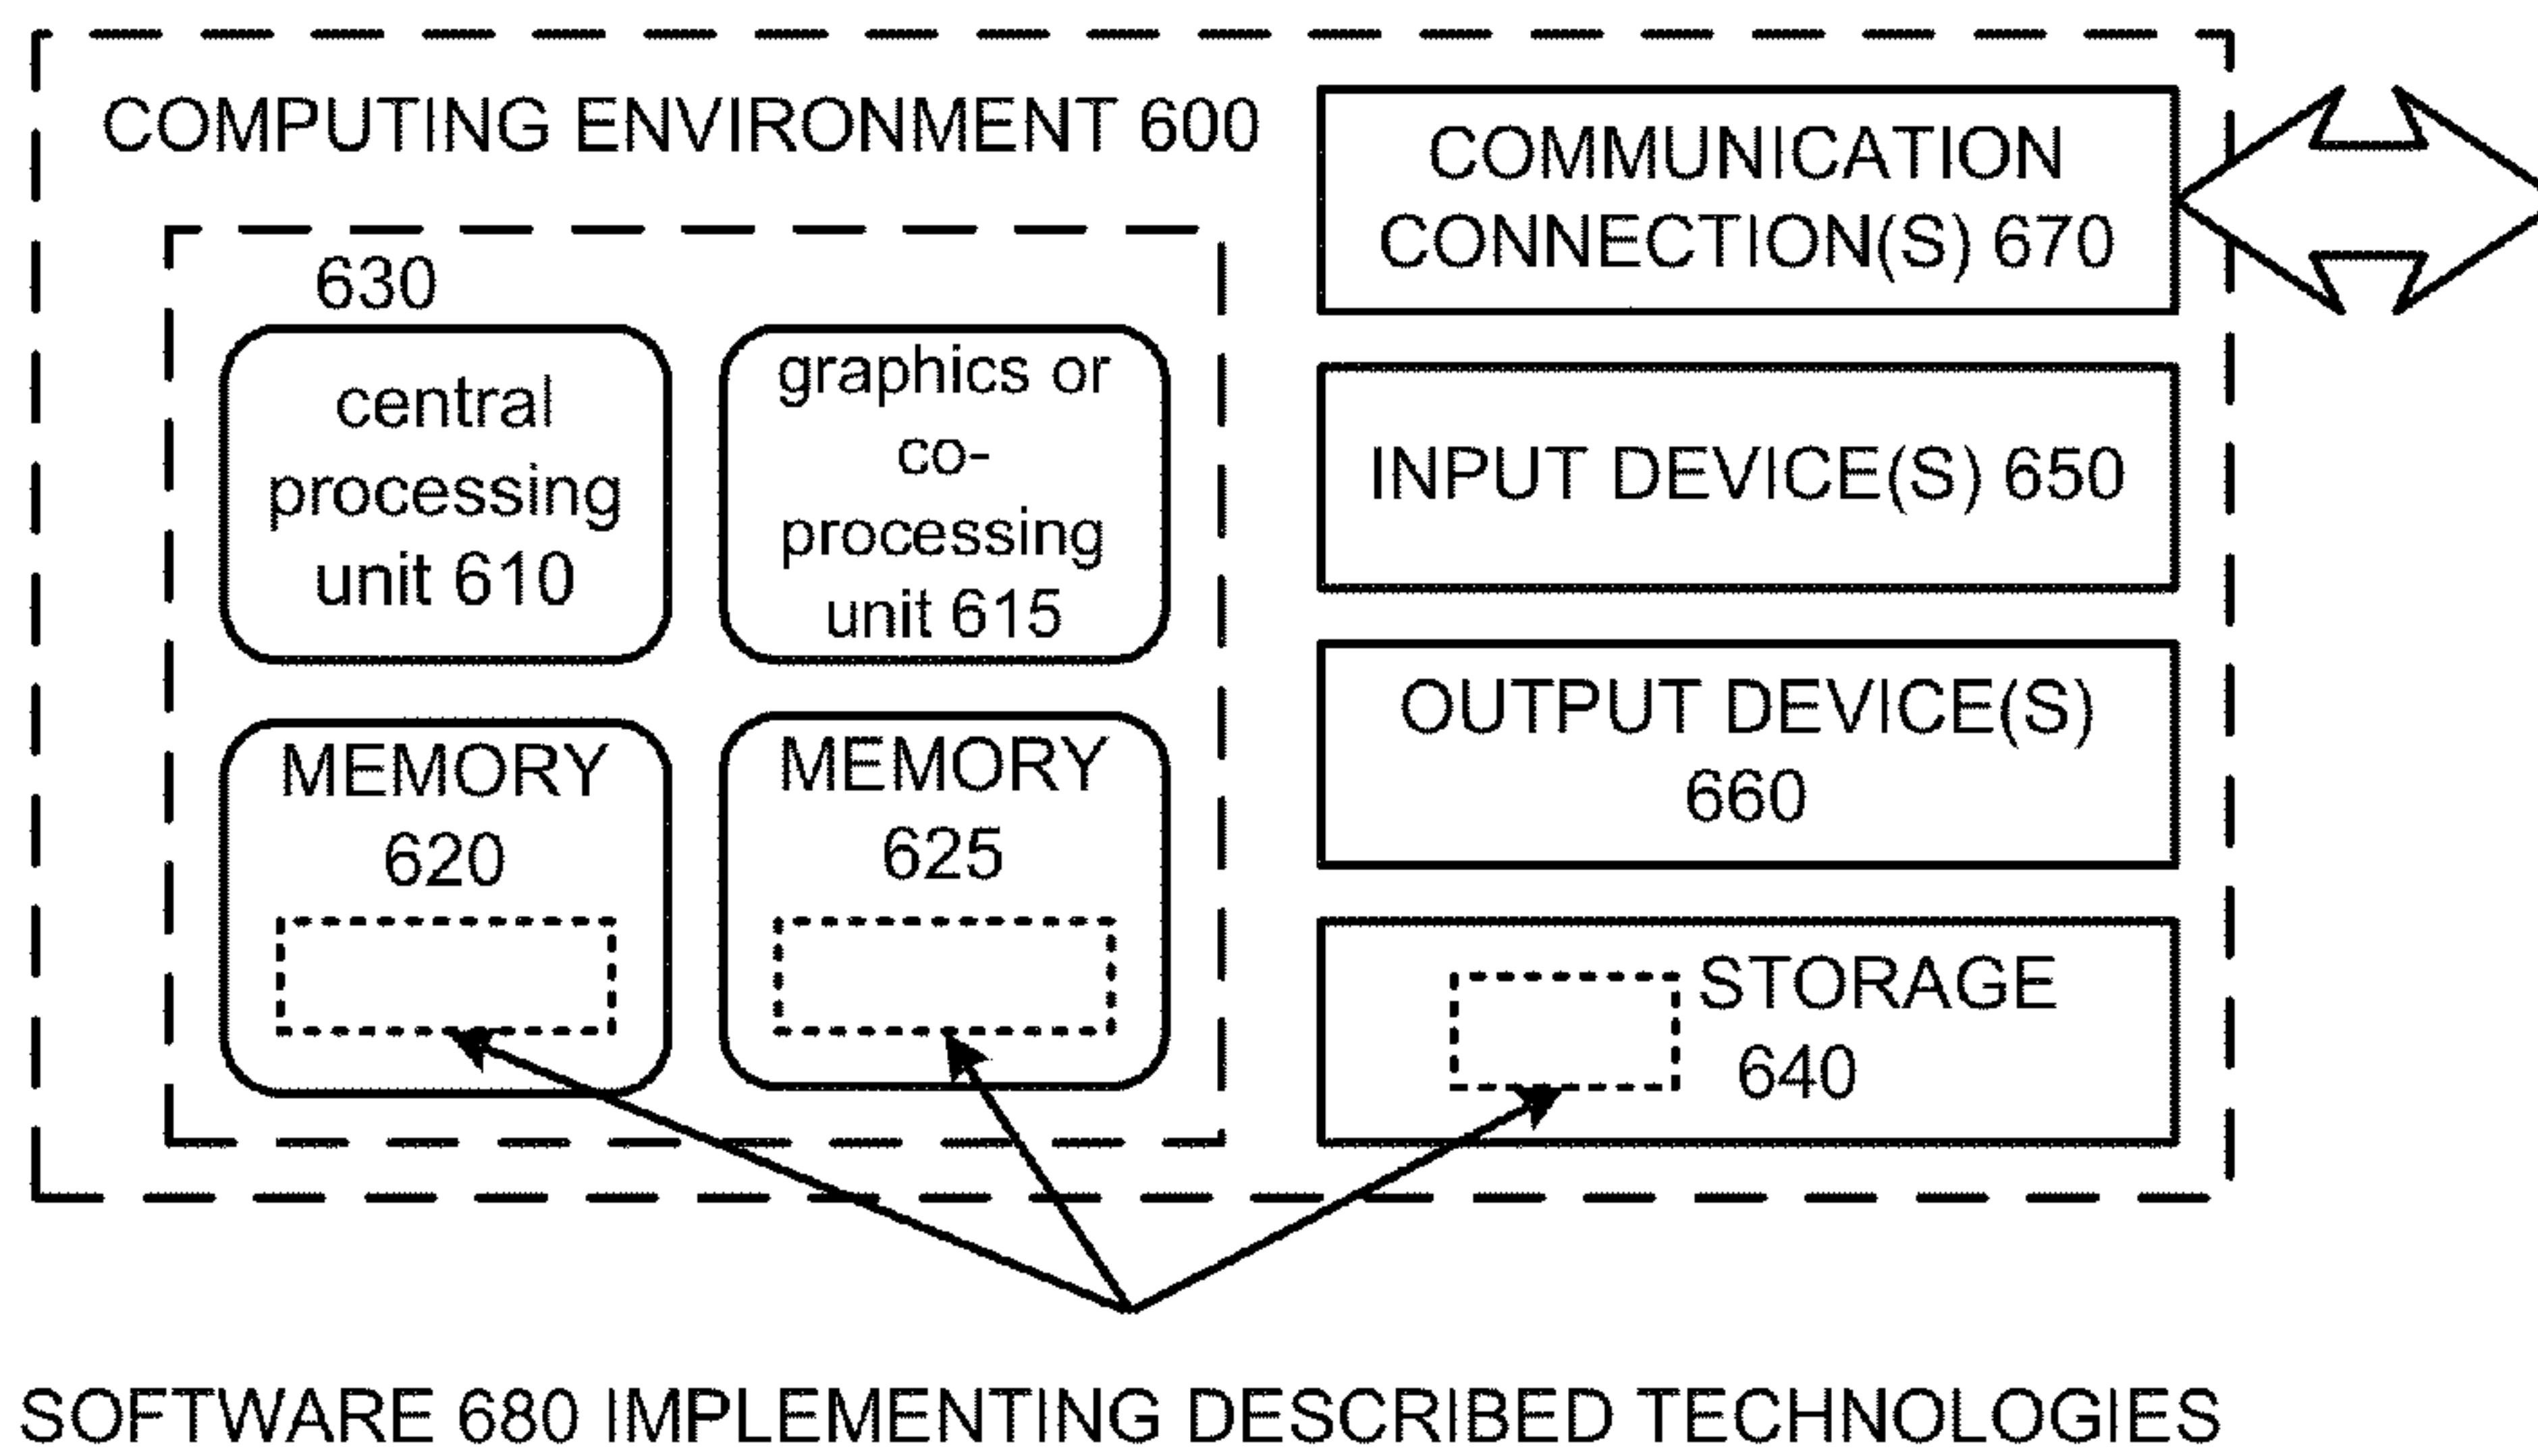 COMPUTING ENVIRONMENT 600
630
central
processing
unit 610
graphics or
co-
processing
unit 615
MEMORY
620
MEMORY
625
COMMUNICATION
CONNECTION(S) 670
INPUT DEVICE(S) 650
OUTPUT DEVICE(S)
660
STORAGE
640
SOFTWARE 680 IMPLEMENTING DESCRIBED TECHNOLOGIES